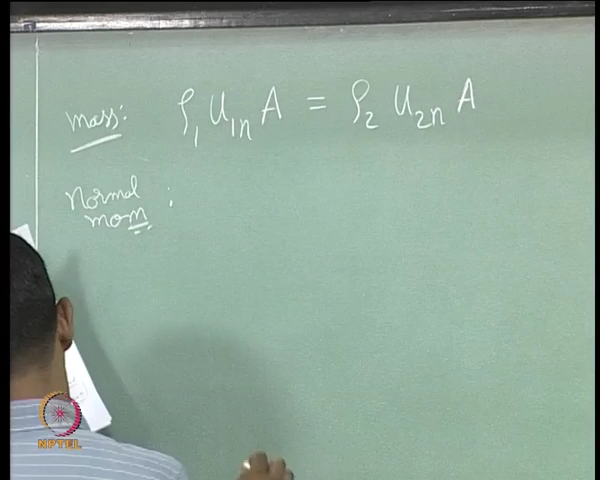 Mass: ρ₁ U₁ₙ A = ρ₂ U₂ₙ A
Normal
mom :
NPTEL